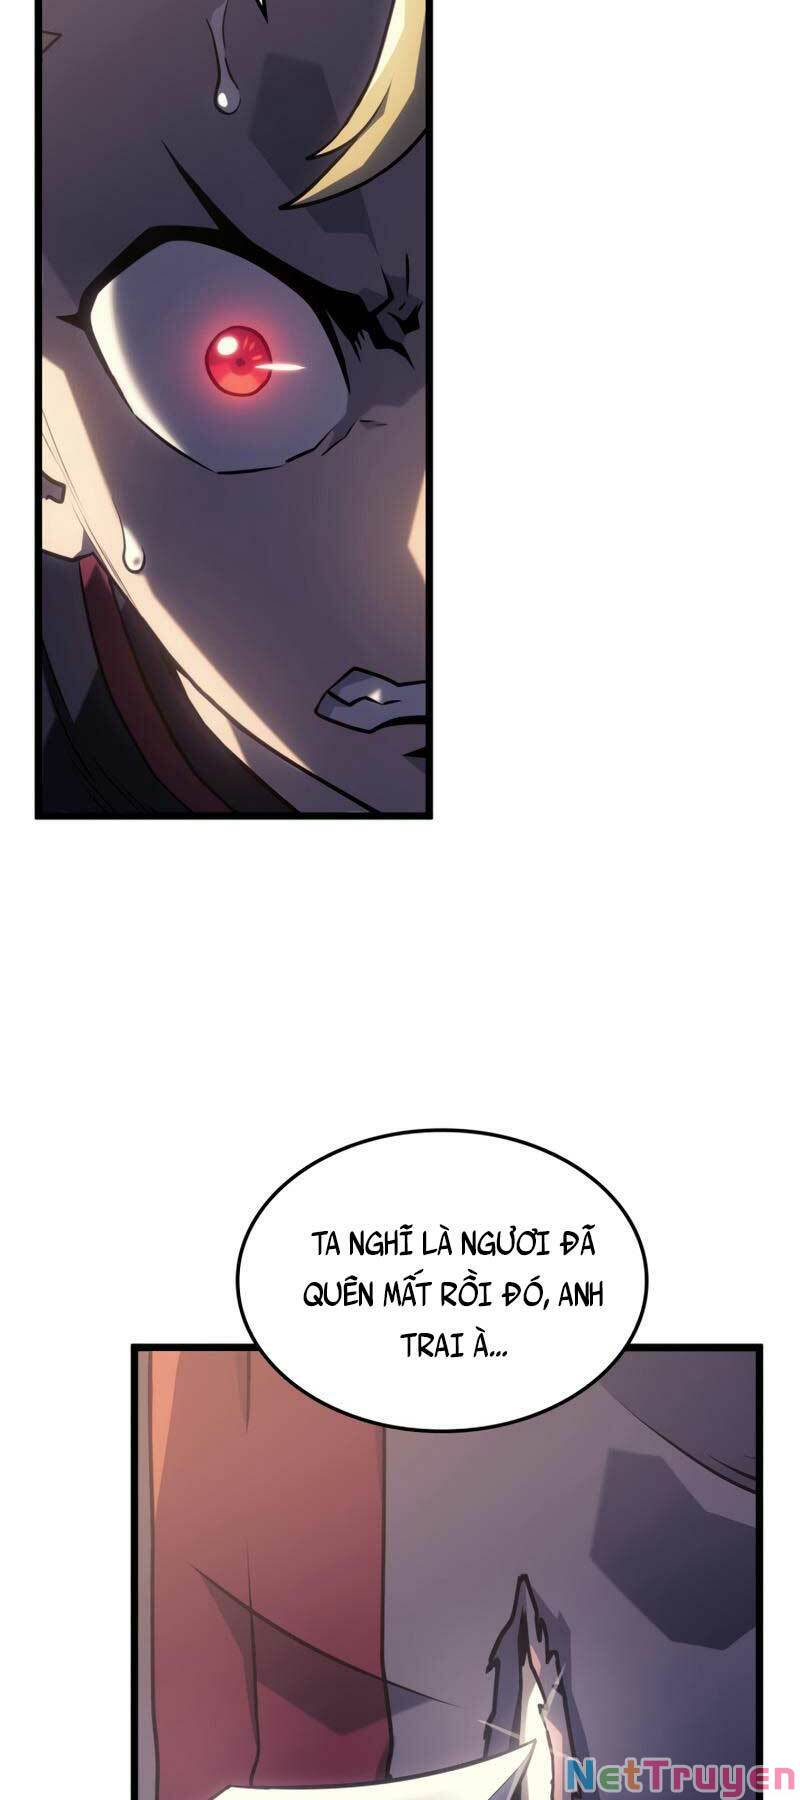 TA NGHĨ LÀ NGƯƠI ĐÃ
QUÊN MẤT RỒI ĐÓ, ANH
TRAI À...
NetTruyen